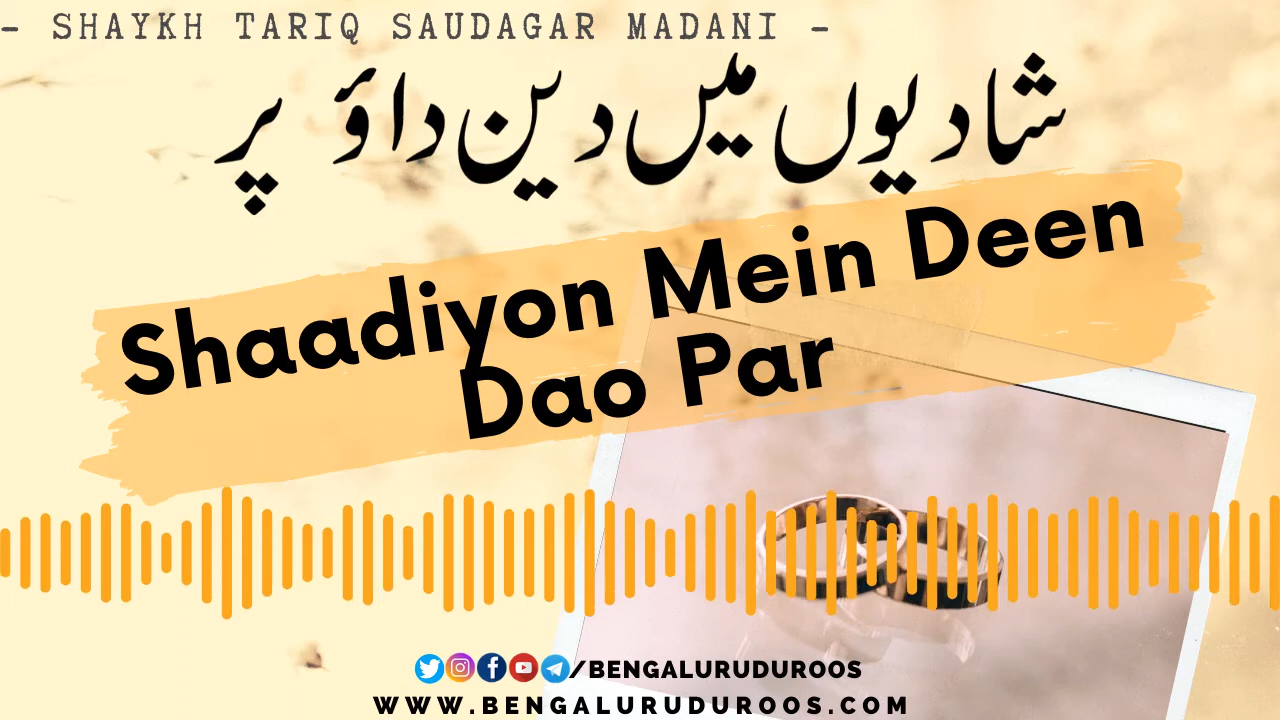 - SHAYKH TARIQ SAUDAGAR MADANI -
شادیوں میں دین داؤ پر
Shaadiyon Mein Deen
Dao Par
/BENGALURUDUROOS
WWW.BENGALURUDUROOS.COM